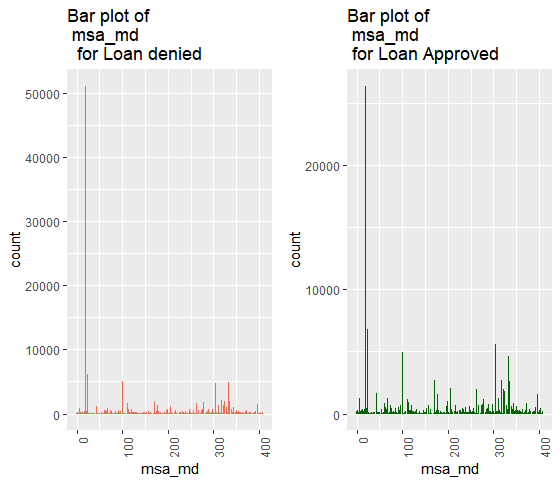 Bar plot of
msa_md
for Loan denied
50000
40000
30000
20000
10000
0
count
0
100
200
300
400
msa_md
Bar plot of
msa_md
for Loan Approved
20000
10000
0
count
0
100
200
300
400
msa_md